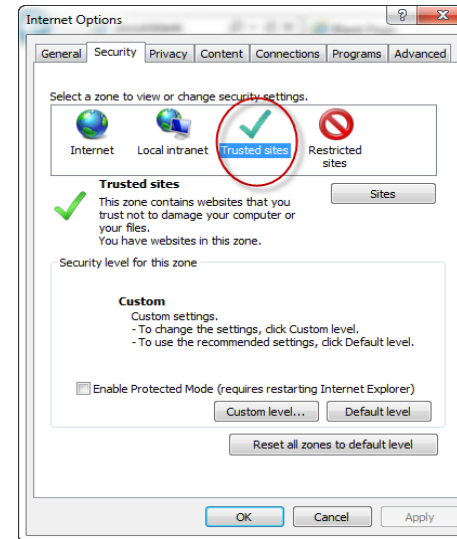 Internet Options
General Security Privacy Content Connections Programs Advanced
Select a zone to view or change security settings.
Internet Local intranet Trusted sites Restricted sites
Trusted sites
Sites
This zone contains websites that you
trust not to damage your computer or
your files.
You have websites in this zone.
Security level for this zone
Custom
Custom settings.
- To change the settings, click Custom level.
- To use the recommended settings, click Default level.
Enable Protected Mode (requires restarting Internet Explorer)
Custom level... Default level
Reset all zones to default level
OK Cancel Apply